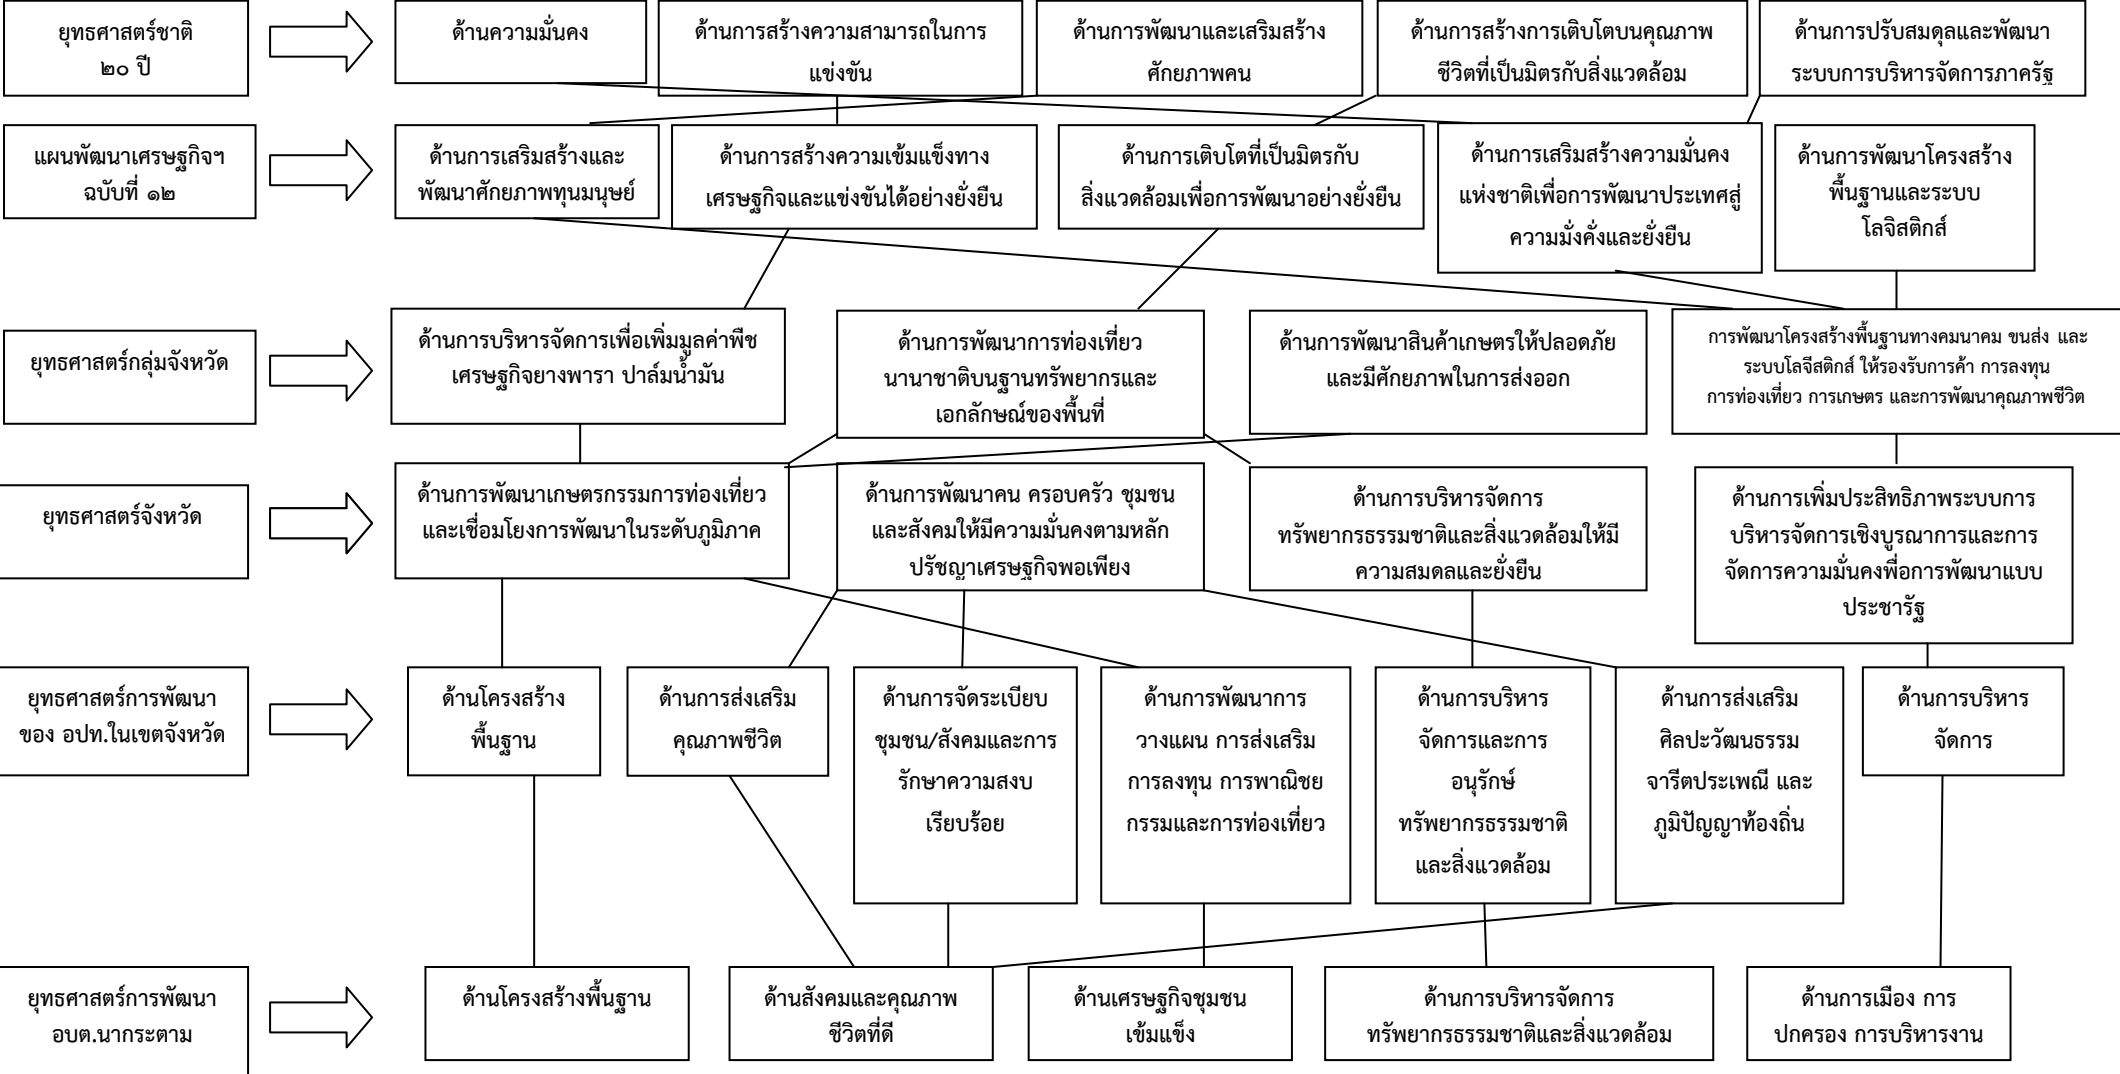 ยุทธศาสตร์ชาติ
๒๐ ปี
ด้านความมั่นคง
ด้านการสร้างความสามารถในการ
แข่งขัน
ด้านการพัฒนาและเสริมสร้าง
ศักยภาพคน
ด้านการสร้างการเติบโตบนคุณภาพ
ชีวิตที่เป็นมิตรกับสิ่งแวดล้อม
ด้านการปรับสมดุลและพัฒนา
ระบบการบริหารจัดการภาครัฐ
แผนพัฒนาเศรษฐกิจฯ
ฉบับที่ ๑๒
ด้านการเสริมสร้างและ
พัฒนาศักยภาพทุนมนุษย์
ด้านการสร้างความเข้มแข็งทาง
เศรษฐกิจและแข่งขันได้อย่างยั่งยืน
ด้านการเติบโตที่เป็นมิตรกับ
สิ่งแวดล้อมเพื่อการพัฒนาอย่างยั่งยืน
ด้านการเสริมสร้างความมั่นคง
แห่งชาติเพื่อการพัฒนาประเทศสู่
ความมั่งคั่งและยั่งยืน
ด้านการพัฒนาโครงสร้าง
พื้นฐานและระบบ
โลจิสติกส์
ยุทธศาสตร์กลุ่มจังหวัด
ด้านการบริหารจัดการเพื่อเพิ่มมูลค่าพืช
เศรษฐกิจยางพารา ปาล์มน้ำมัน
ด้านการพัฒนาการท่องเที่ยว
นานาชาติบนฐานทรัพยากรและ
เอกลักษณ์ของพื้นที่
ด้านการพัฒนาสินค้าเกษตรให้ปลอดภัย
และมีศักยภาพในการส่งออก
การพัฒนาโครงสร้างพื้นฐานทางคมนาคม ขนส่ง และ
ระบบโลจีสติกส์ ให้รองรับการค้า การลงทุน
การท่องเที่ยว การเกษตร และการพัฒนาคุณภาพชีวิต
ยุทธศาสตร์จังหวัด
ด้านการพัฒนาเกษตรกรรมการท่องเที่ยว
และเชื่อมโยงการพัฒนาในระดับภูมิภาค
ด้านการพัฒนาคน ครอบครัว ชุมชน
และสังคมให้มีความมั่นคงตามหลัก
ปรัชญาเศรษฐกิจพอเพียง
ด้านการบริหารจัดการ
ทรัพยากรธรรมชาติและสิ่งแวดล้อมให้มี
ความสมดลและยั่งยืน
ด้านการเพิ่มประสิทธิภาพระบบการ
บริหารจัดการเชิงบูรณาการและการ
จัดการความมั่นคงพื่อการพัฒนาแบบ
ประชารัฐ
ยุทธศาสตร์การพัฒนา
ของ อปท.ในเขตจังหวัด
ด้านโครงสร้าง
พื้นฐาน
ด้านการส่งเสริม
คุณภาพชีวิต
ด้านการจัดระเบียบ
ชุมชน/สังคมและการ
รักษาความสงบ
เรียบร้อย
ด้านการพัฒนาการ
วางแผน การส่งเสริม
การลงทุน การพาณิชย
กรรมและการท่องเที่ยว
ด้านการบริหาร
จัดการและการ
อนุรักษ์
ทรัพยากรธรรมชาติ
และสิ่งแวดล้อม
ด้านการส่งเสริม
ศิลปะวัฒนธรรม
จารีตประเพณี และ
ภูมิปัญญาท้องถิ่น
ด้านการบริหาร
จัดการ
ยุทธศาสตร์การพัฒนา
อบต.นากระตาม
ด้านโครงสร้างพื้นฐาน
ด้านสังคมและคุณภาพ
ชีวิตที่ดี
ด้านเศรษฐกิจชุมชน
เข้มแข็ง
ด้านการบริหารจัดการ
ทรัพยากรธรรมชาติและสิ่งแวดล้อม
ด้านการเมือง การ
ปกครอง การบริหารงาน